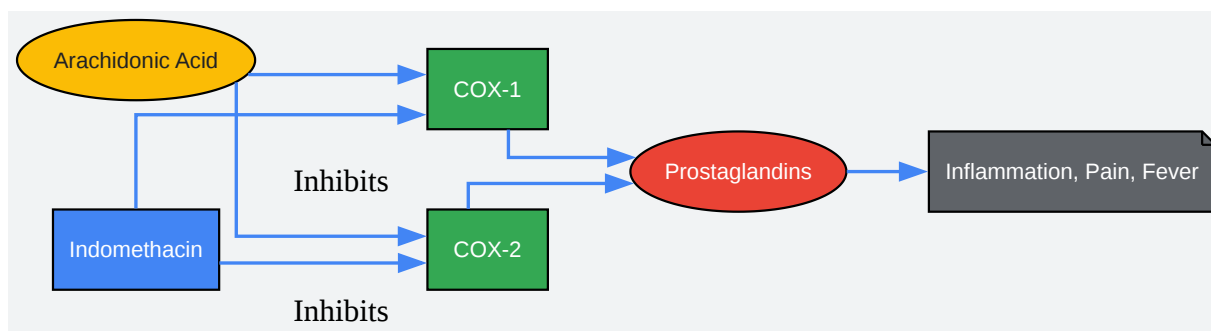 Arachidonic Acid
COX-1
Inhibits
Prostaglandins
Inflammation, Pain, Fever
Indomethacin
COX-2
Inhibits